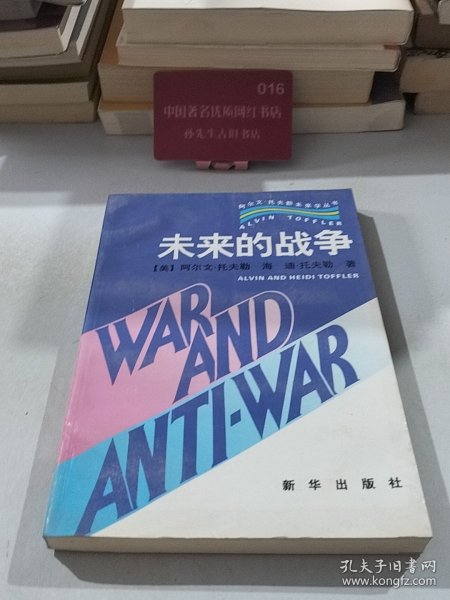 016
中国著名优质网红书店
孙先生古旧书店
阿尔文·托夫勒未来学丛书
ALVIN TOFFLER
未来的战争
【美】阿尔文·托夫勒 海 迪·托夫勒 著
ALVIN AND HEIDI TOFFLER
WAR
AND
ANTI-WAR
新华出版社
孔夫子旧书网
www.kongfz.com